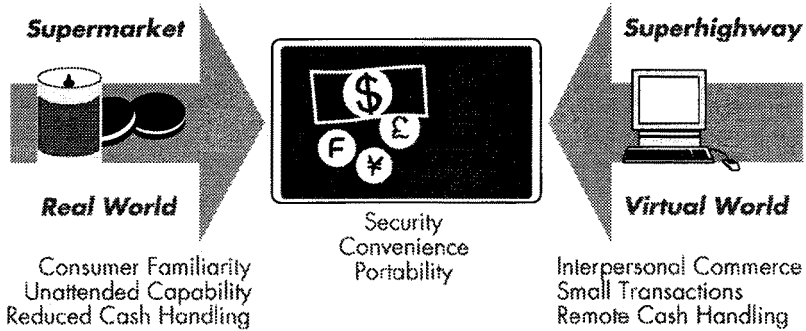 Supermarket
Real World
Consumer Familiarity
Unattended Capability
Reduced Cash Handling
$
£
F
¥
Security
Convenience
Portability
Superhighway
Virtual World
Interpersonal Commerce
Small Transactions
Remote Cash Handling